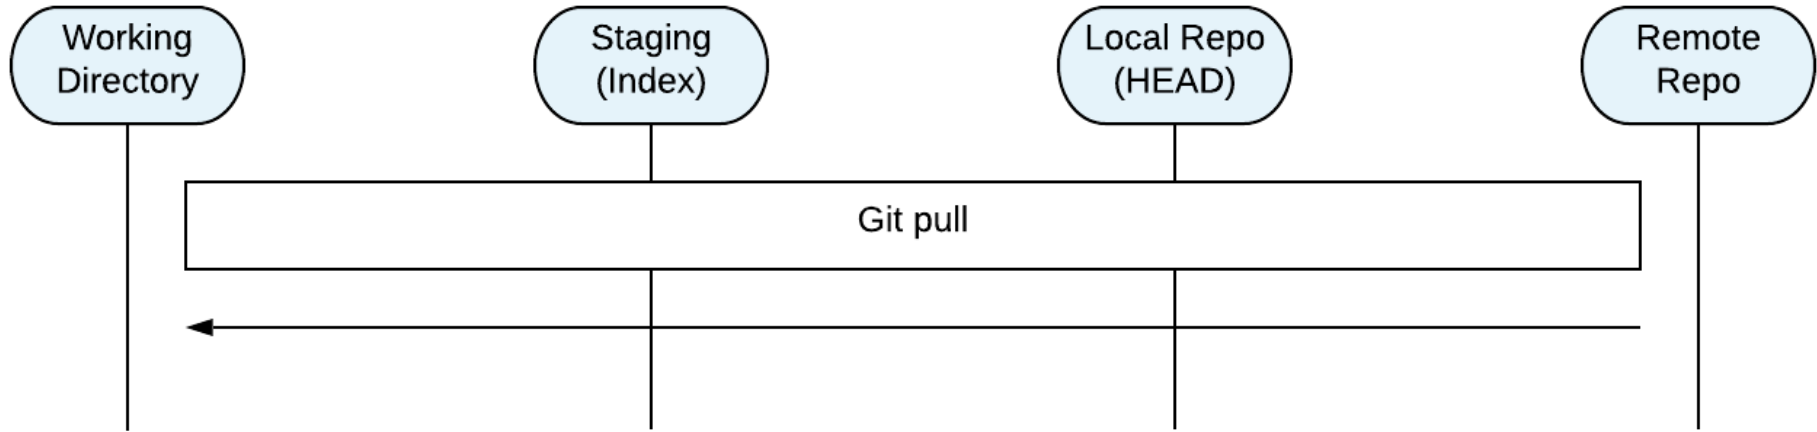 Working
Directory
Staging
(Index)
Local Repo
(HEAD)
Remote
Repo
Git pull